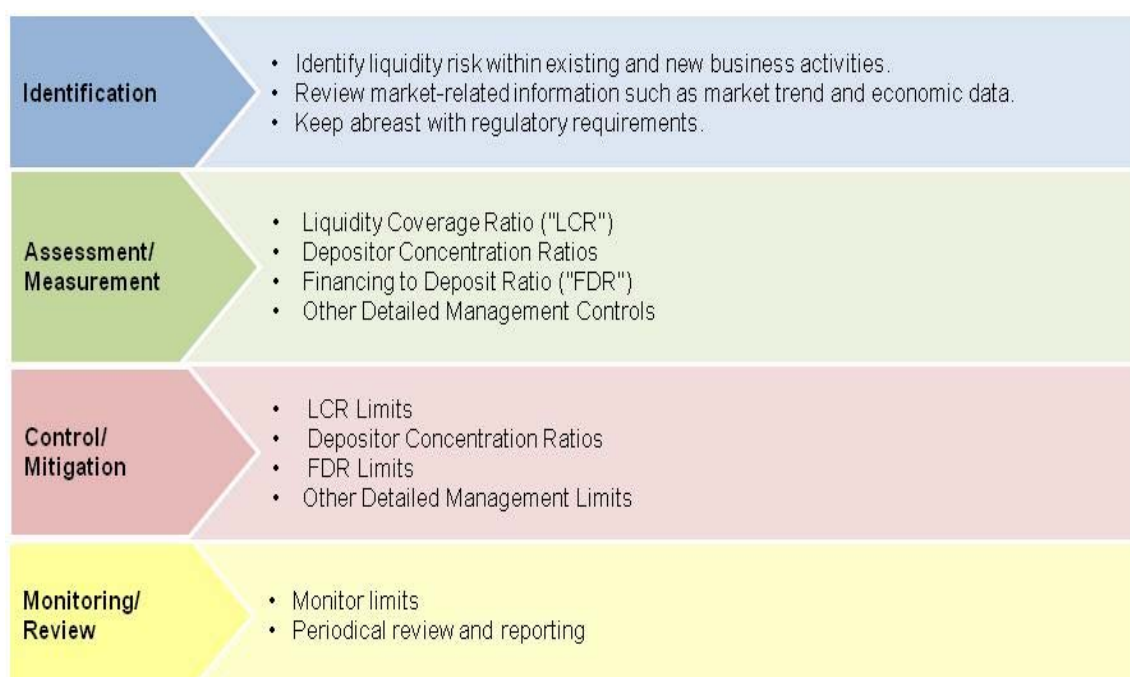 Identification
• Identify liquidity risk within existing and new business activities.
• Review market-related information such as market trend and economic data.
• Keep abreast with regulatory requirements.
Assessment/
Measurement
• Liquidity Coverage Ratio ("LCR")
• Depositor Concentration Ratios
• Financing to Deposit Ratio ("FDR")
• Other Detailed Management Controls
Control/
Mitigation
• LCR Limits
• Depositor Concentration Ratios
• FDR Limits
• Other Detailed Management Limits
Monitoring/
Review
• Monitor limits
• Periodical review and reporting